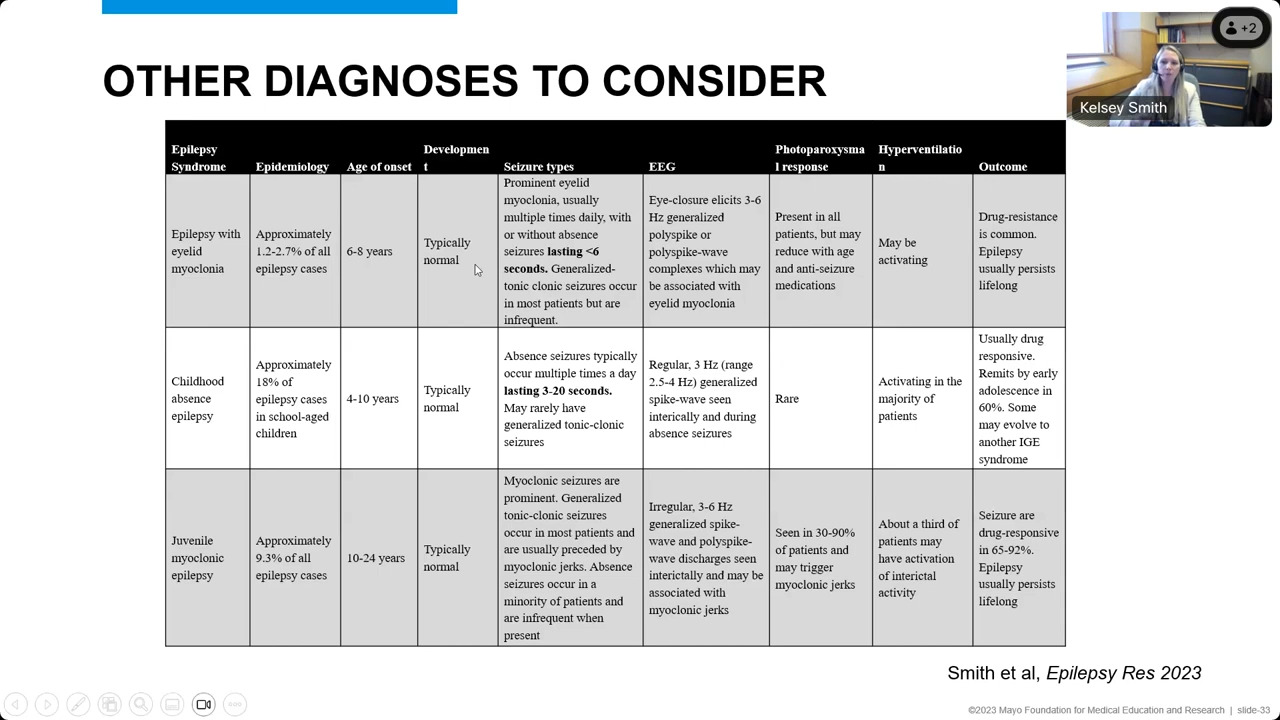 +2
Kelsey Smith
OTHER DIAGNOSES TO CONSIDER
Epilepsy
Syndrome
Epidemiology
Age of onset
Developmen
t
Seizure types
EEG
Photoparoxysma
l response
Hyperventilatio
n
Outcome
Epilepsy with
eyelid
myoclonia
Approximately
1.2-2.7% of all
epilepsy cases
6-8 years
Typically
normal
Prominent eyelid
myoclonia, usually
multiple times daily, with
or without absence
seizures lasting <6
seconds. Generalized-
tonic clonic seizures occur
in most patients but are
infrequent.
Eye-closure elicits 3-6
Hz generalized
polyspike or
polyspike-wave
complexes which may
be associated with
eyelid myoclonia
Present in all
patients, but may
reduce with age
and anti-seizure
medications
May be
activating
Drug-resistance
is common.
Epilepsy
usually persists
lifelong
Childhood
absence
epilepsy
Approximately
18% of
epilepsy cases
in school-aged
children
4-10 years
Typically
normal
Absence seizures typically
occur multiple times a day
lasting 3-20 seconds.
May rarely have
generalized tonic-clonic
seizures
Regular, 3 Hz (range
2.5-4 Hz) generalized
spike-wave seen
interically and during
absence seizures
Rare
Activating in the
majority of
patients
Usually drug
responsive.
Remits by early
adolescence in
60%. Some
may evolve to
another IGE
syndrome
Juvenile
myoclonic
epilepsy
Approximately
9.3% of all
epilepsy cases
10-24 years
Typically
normal
Myoclonic seizures are
prominent. Generalized
tonic-clonic seizures
occur in most patients and
are usually preceded by
myoclonic jerks. Absence
seizures occur in a
minority of patients and
are infrequent when
present
Irregular, 3-6 Hz
generalized spike-
wave and polyspike-
wave discharges seen
interictally and may be
associated with
myoclonic jerks
Seen in 30-90%
of patients and
may trigger
myoclonic jerks
About a third of
patients may
have activation
of interictal
activity
Seizure are
drug-responsive
in 65-92%.
Epilepsy
usually persists
lifelong
Smith et al, Epilepsy Res 2023
©2023 Mayo Foundation for Medical Education and Research | slide-33